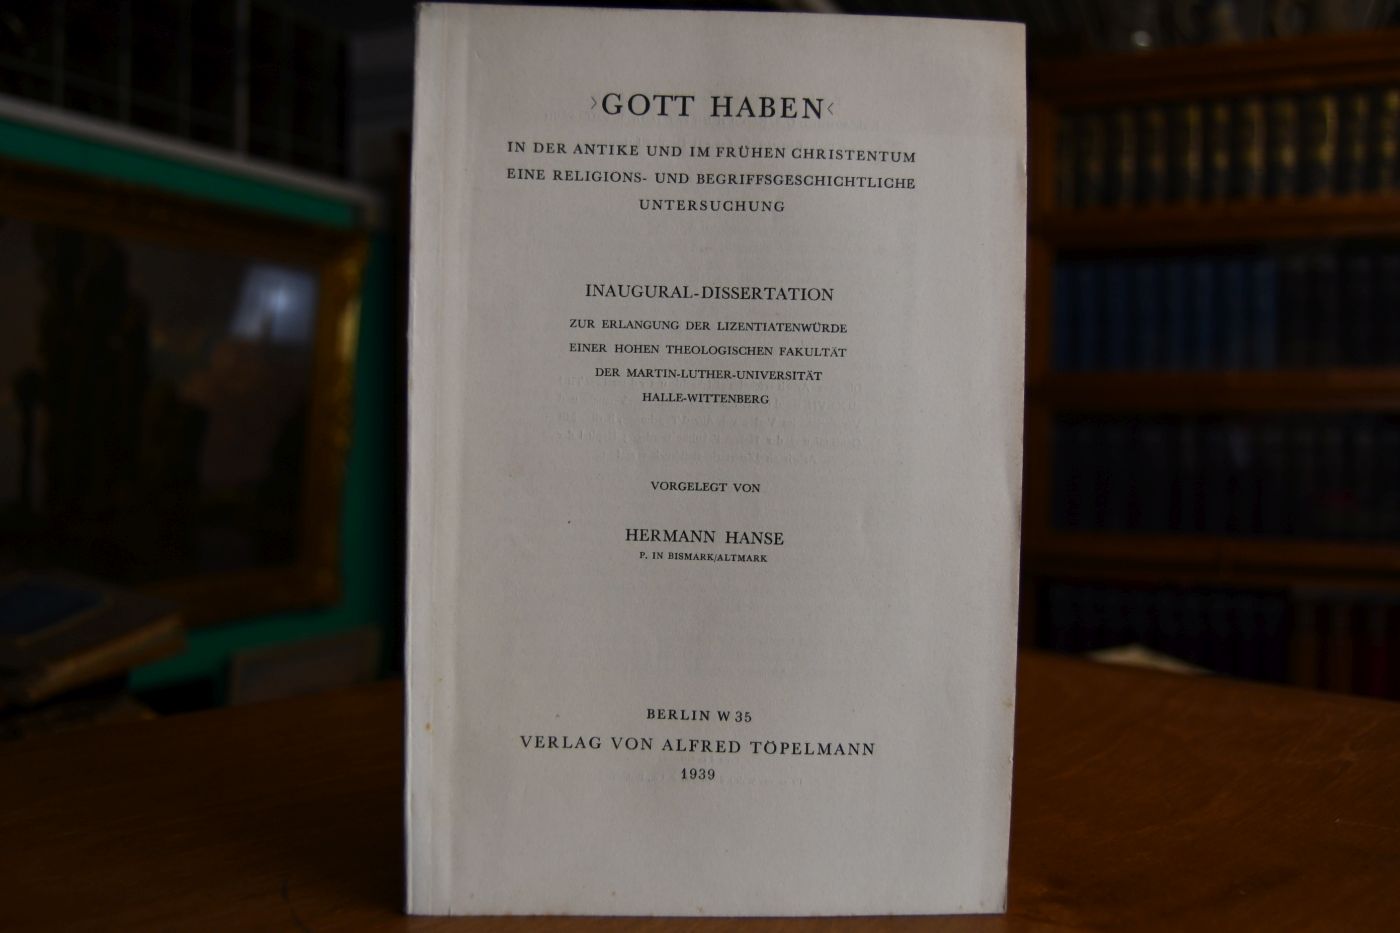 ›GOTT HABEN‹
IN DER ANTIKE UND IM FRÜHEN CHRISTENTUM
EINE RELIGIONS- UND BEGRIFFSGESCHICHTLICHE
UNTERSUCHUNG
INAUGURAL-DISSERTATION
ZUR ERLANGUNG DER LIZENTIATENWÜRDE
EINER HOHEN THEOLOGISCHEN FAKULTÄT
DER MARTIN-LUTHER-UNIVERSITÄT
HALLE-WITTENBERG
VORGELEGT VON
HERMANN HANSE
P. IN BISMARK/ALTMARK
BERLIN W 35
VERLAG VON ALFRED TÖPELMANN
1939